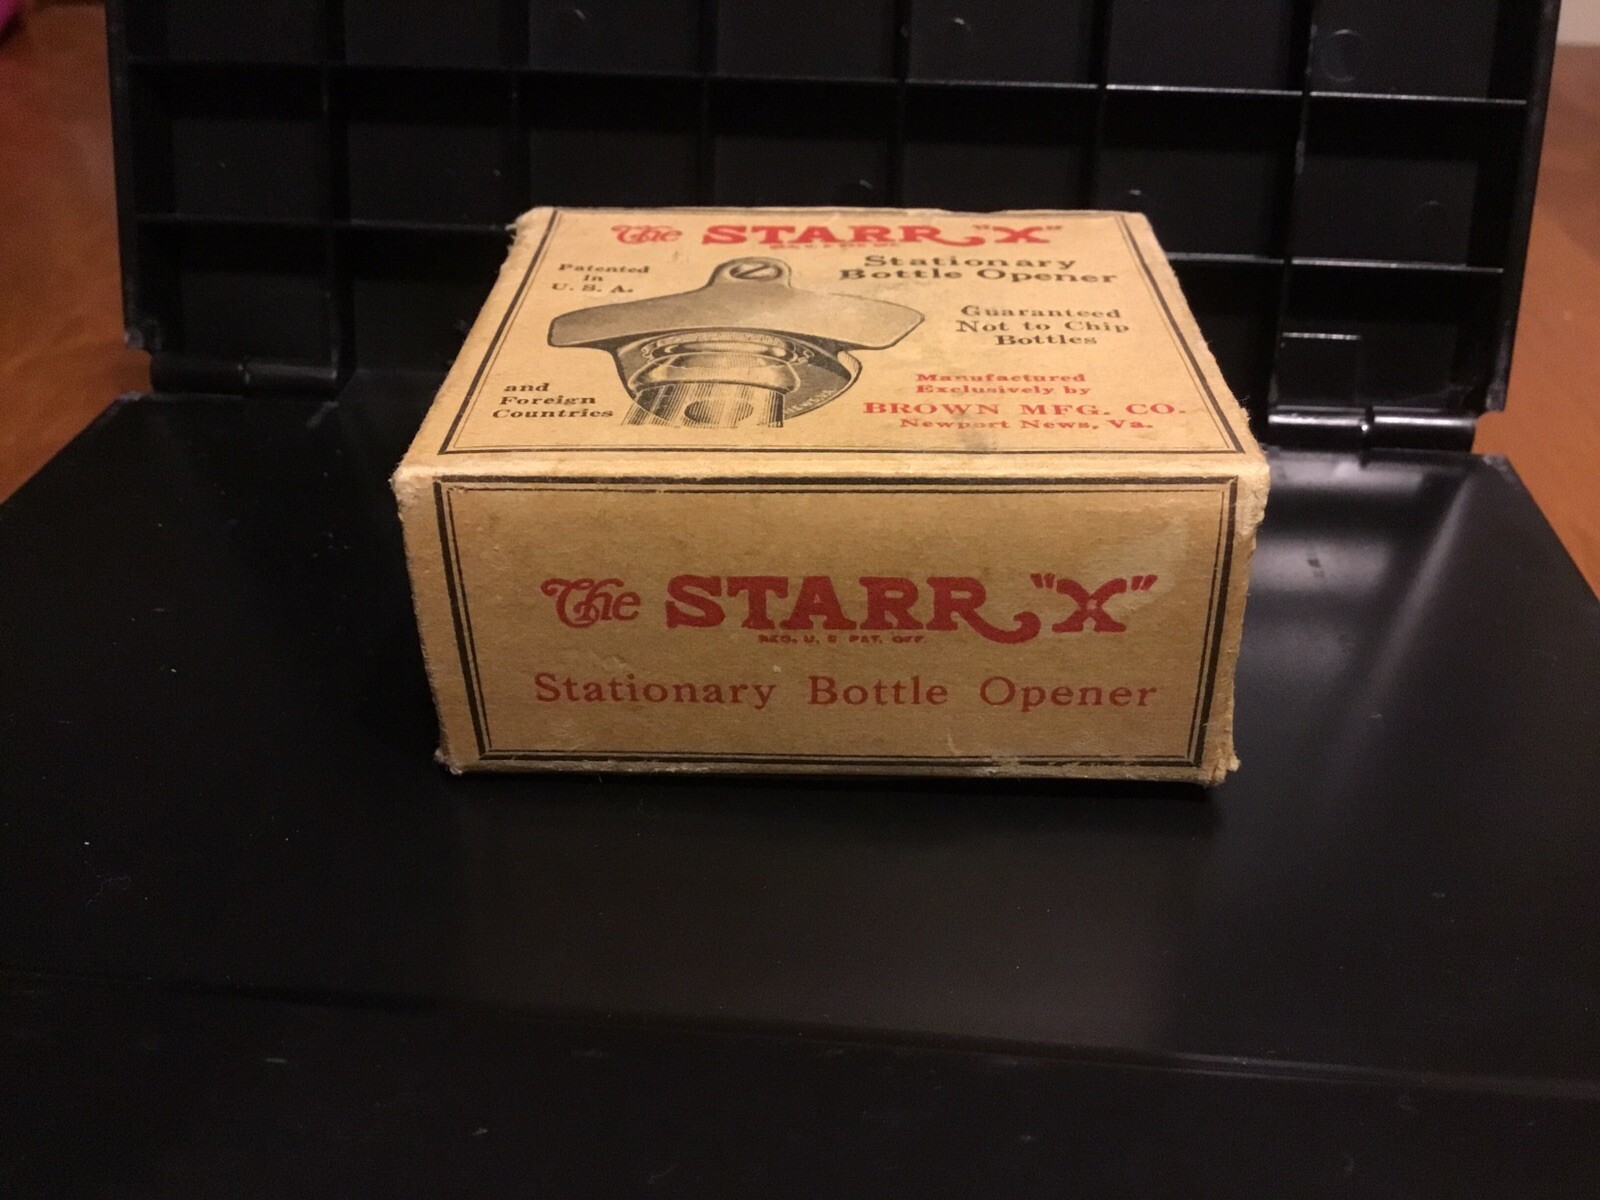 The STARR "X"
Stationary
Bottle Opener
Patented
in
U. S. A.
Guaranteed
Not to Chip
Bottles
and
Foreign
Countries
Manufactured
Exclusively by
BROWN MFG. CO.
Newport News, Va.
The STARR "X"
REG. U. S PAT. OFF.
Stationary Bottle Opener